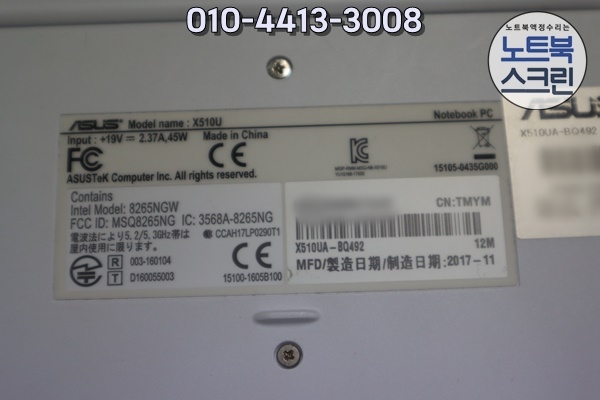 010-4413-3008
노트북액정수리는
노트북
스크린
ASUS Model name : X510U Notebook PC
Input : +19V ⎓ 2.37A,45W Made in China
FC CE
ASUSTeK Computer Inc. All rights reserved. 15105-0435G000
Contains
Intel Model: 8265NGW
FCC ID: MSQ8265NG IC: 3568A-8265NG
電波法により5.2/5.3GHz帯は CCAH17LP0290T1
屋内使用に限ります。
R 003-160104 CE
T D160055003 15100-1605B100
CN:TMYM
X510UA-BQ492 12M
MFD/製造日期/制造日期:2017-11
ASUS
X510UA-BQ492